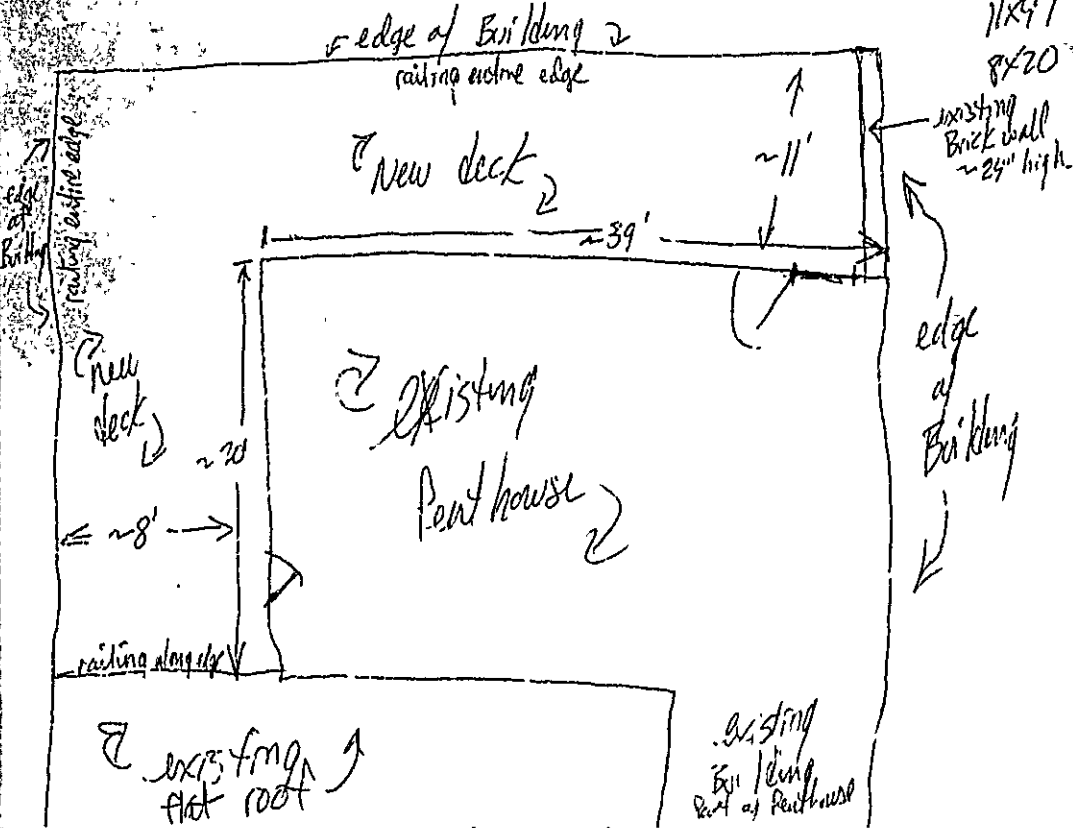 edge of Building
railing entire edge
11x47
8x20
existing
Brick wall
~ 24" high
edge
of
Building
railing entire edge
New deck
~11'
~39'
edge
of
Building
new
deck
~20
~8'
existing
Penthouse
railing along edge
existing
flat roof
existing
Building
Part of Penthouse